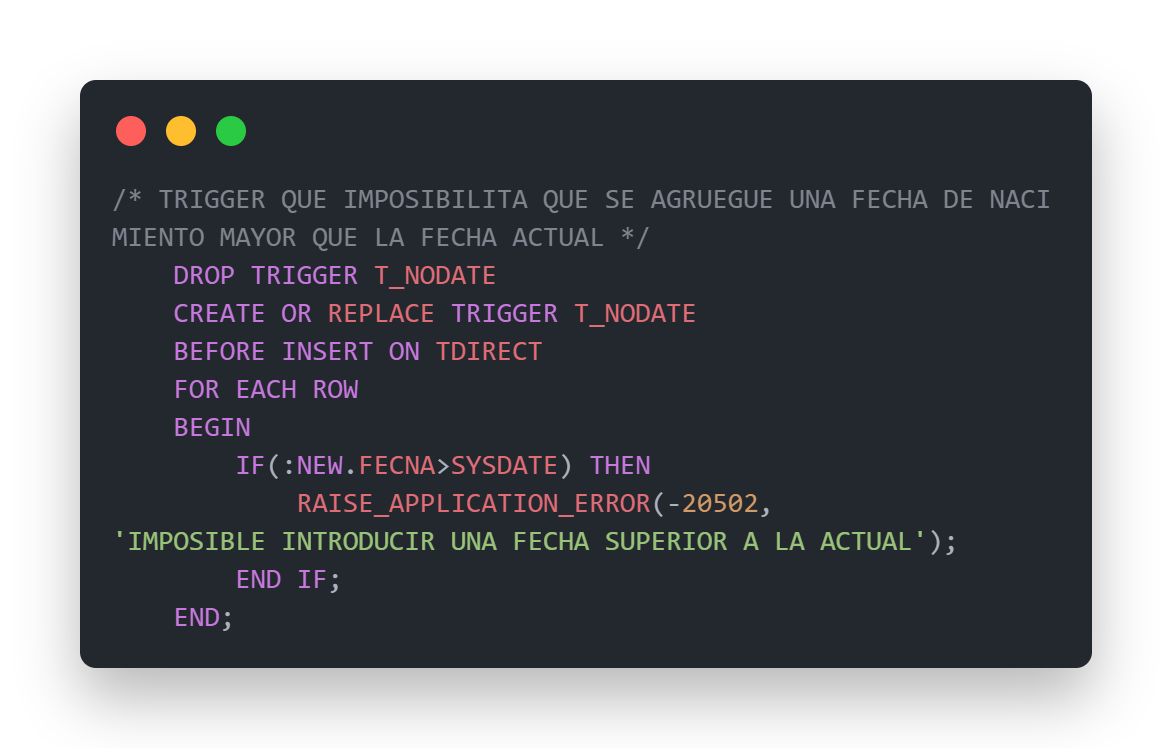 /* TRIGGER QUE IMPOSIBILITA QUE SE AGRUEGUE UNA FECHA DE NACI
MIENTO MAYOR QUE LA FECHA ACTUAL */
DROP TRIGGER T_NODATE
CREATE OR REPLACE TRIGGER T_NODATE
BEFORE INSERT ON TDIRECT
FOR EACH ROW
BEGIN
IF(:NEW.FECNA>SYSDATE) THEN
RAISE_APPLICATION_ERROR(-20502,
'IMPOSIBLE INTRODUCIR UNA FECHA SUPERIOR A LA ACTUAL');
END IF;
END;